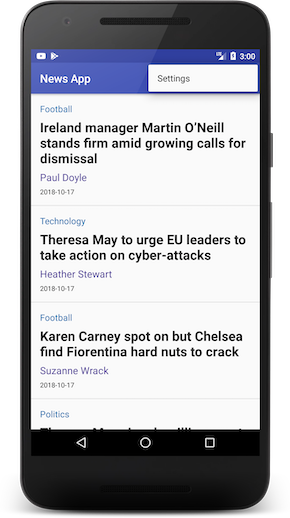 3:00
News App
Settings
Football
Ireland manager Martin O'Neill
stands firm amid growing calls for
dismissal
Paul Doyle
2018-10-17
Technology
Theresa May to urge EU leaders to
take action on cyber-attacks
Heather Stewart
2018-10-17
Football
Karen Carney spot on but Chelsea
find Fiorentina hard nuts to crack
Suzanne Wrack
2018-10-17
Politics